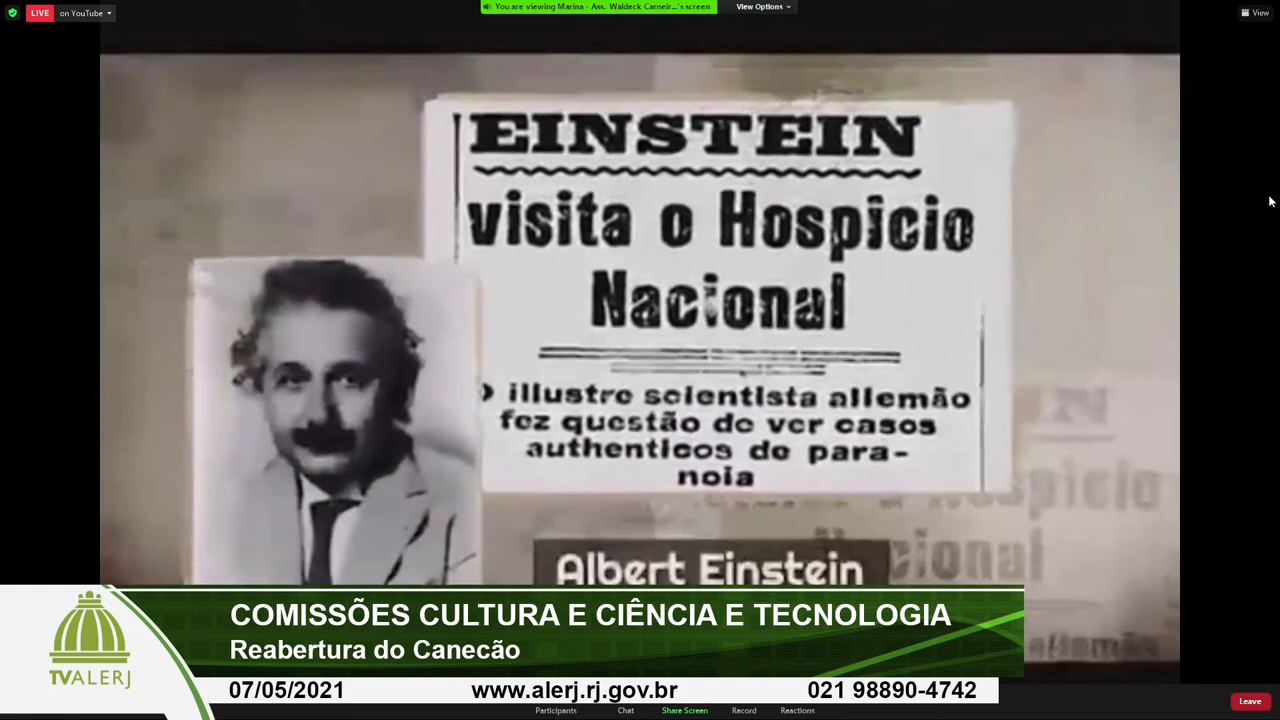 LIVE on YouTube
You are viewing Marina - Ass. Waldeck Carneir...'s screen
View Options
View
EINSTEIN
visita o Hospicio
Nacional
illustre scientista allemão
fez questão de ver casos
authenticos de para-
noia
Albert Einstein
COMISSÕES CULTURA E CIÊNCIA E TECNOLOGIA
Reabertura do Canecão
TVALERJ
07/05/2021 www.alerj.rj.gov.br 021 98890-4742
Participants Chat Share Screen Record Reactions
Leave